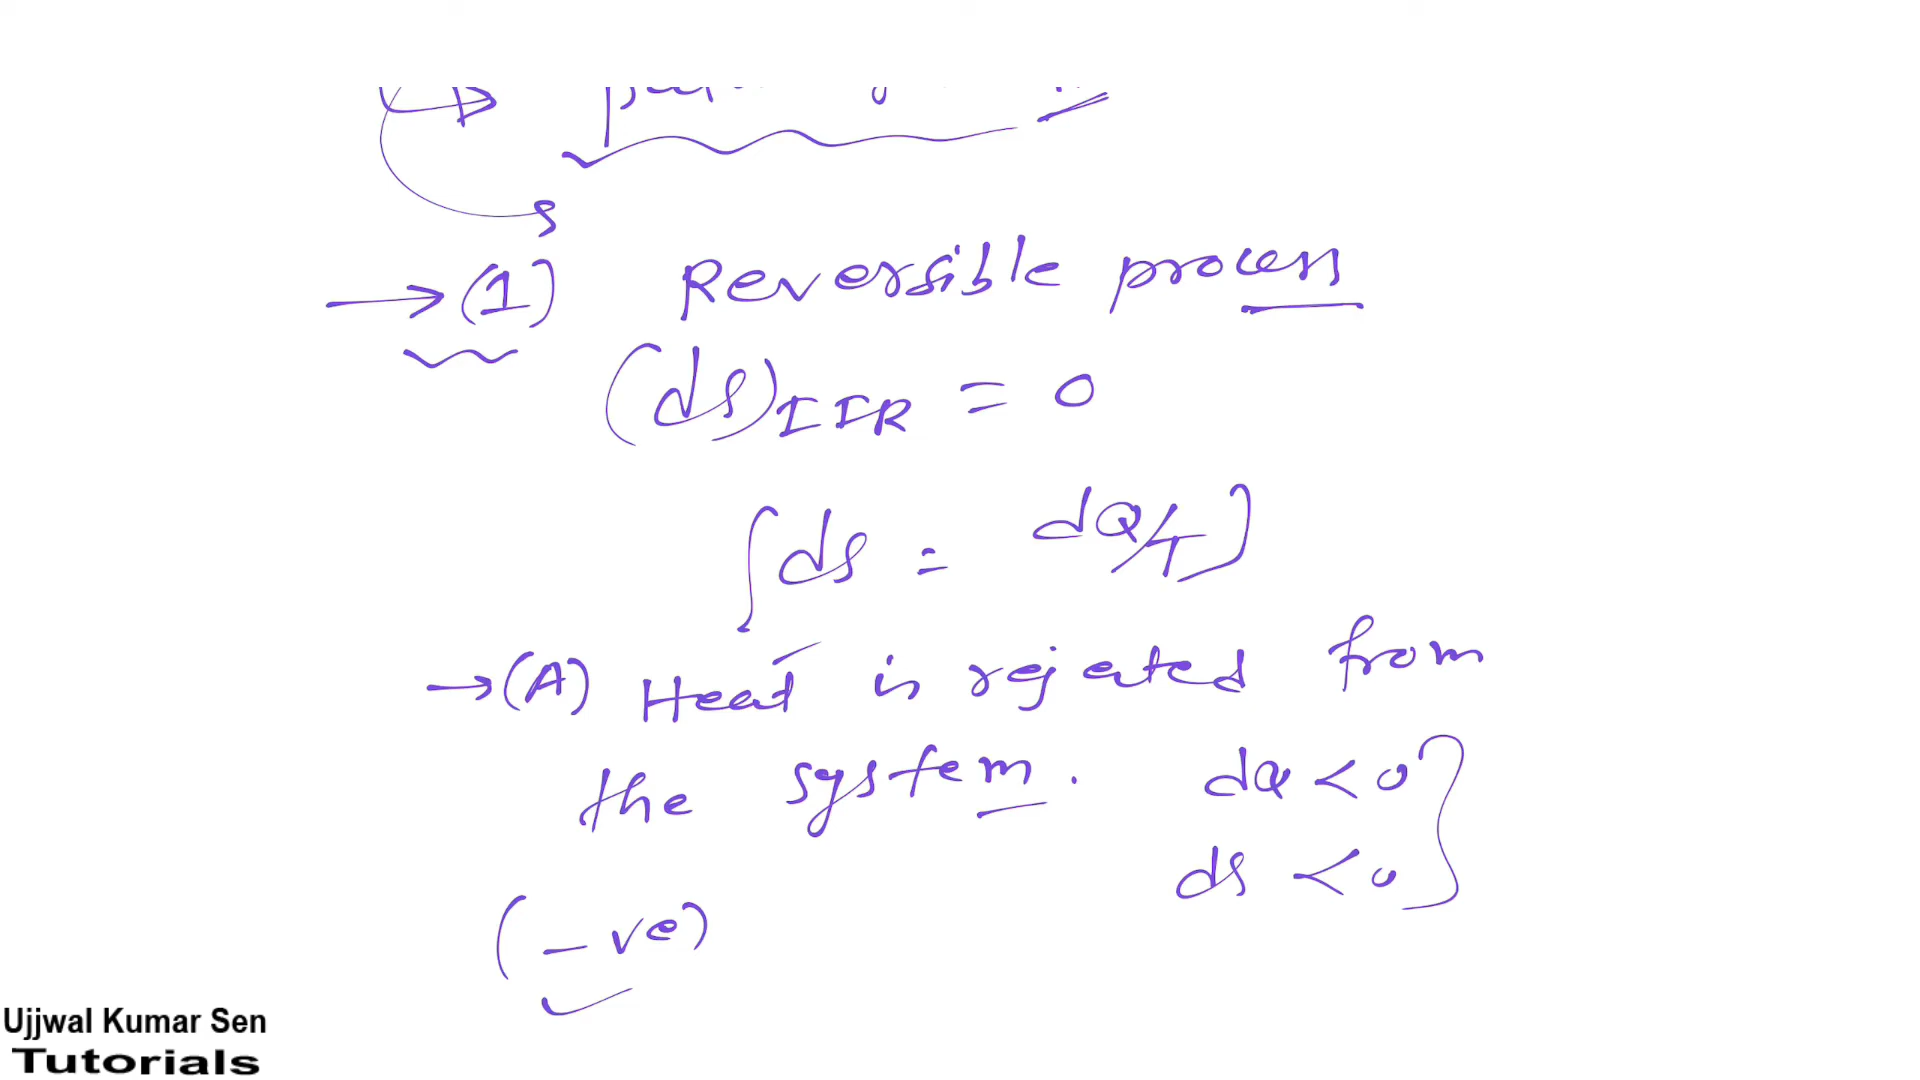 → (1) Reversible process
(ds)IIR = 0
∫ds = dQ/T]
→ (A) Heat is rejected from
the system. dQ < 0
ds < 0
(-ve)
Ujjwal Kumar Sen
Tutorials